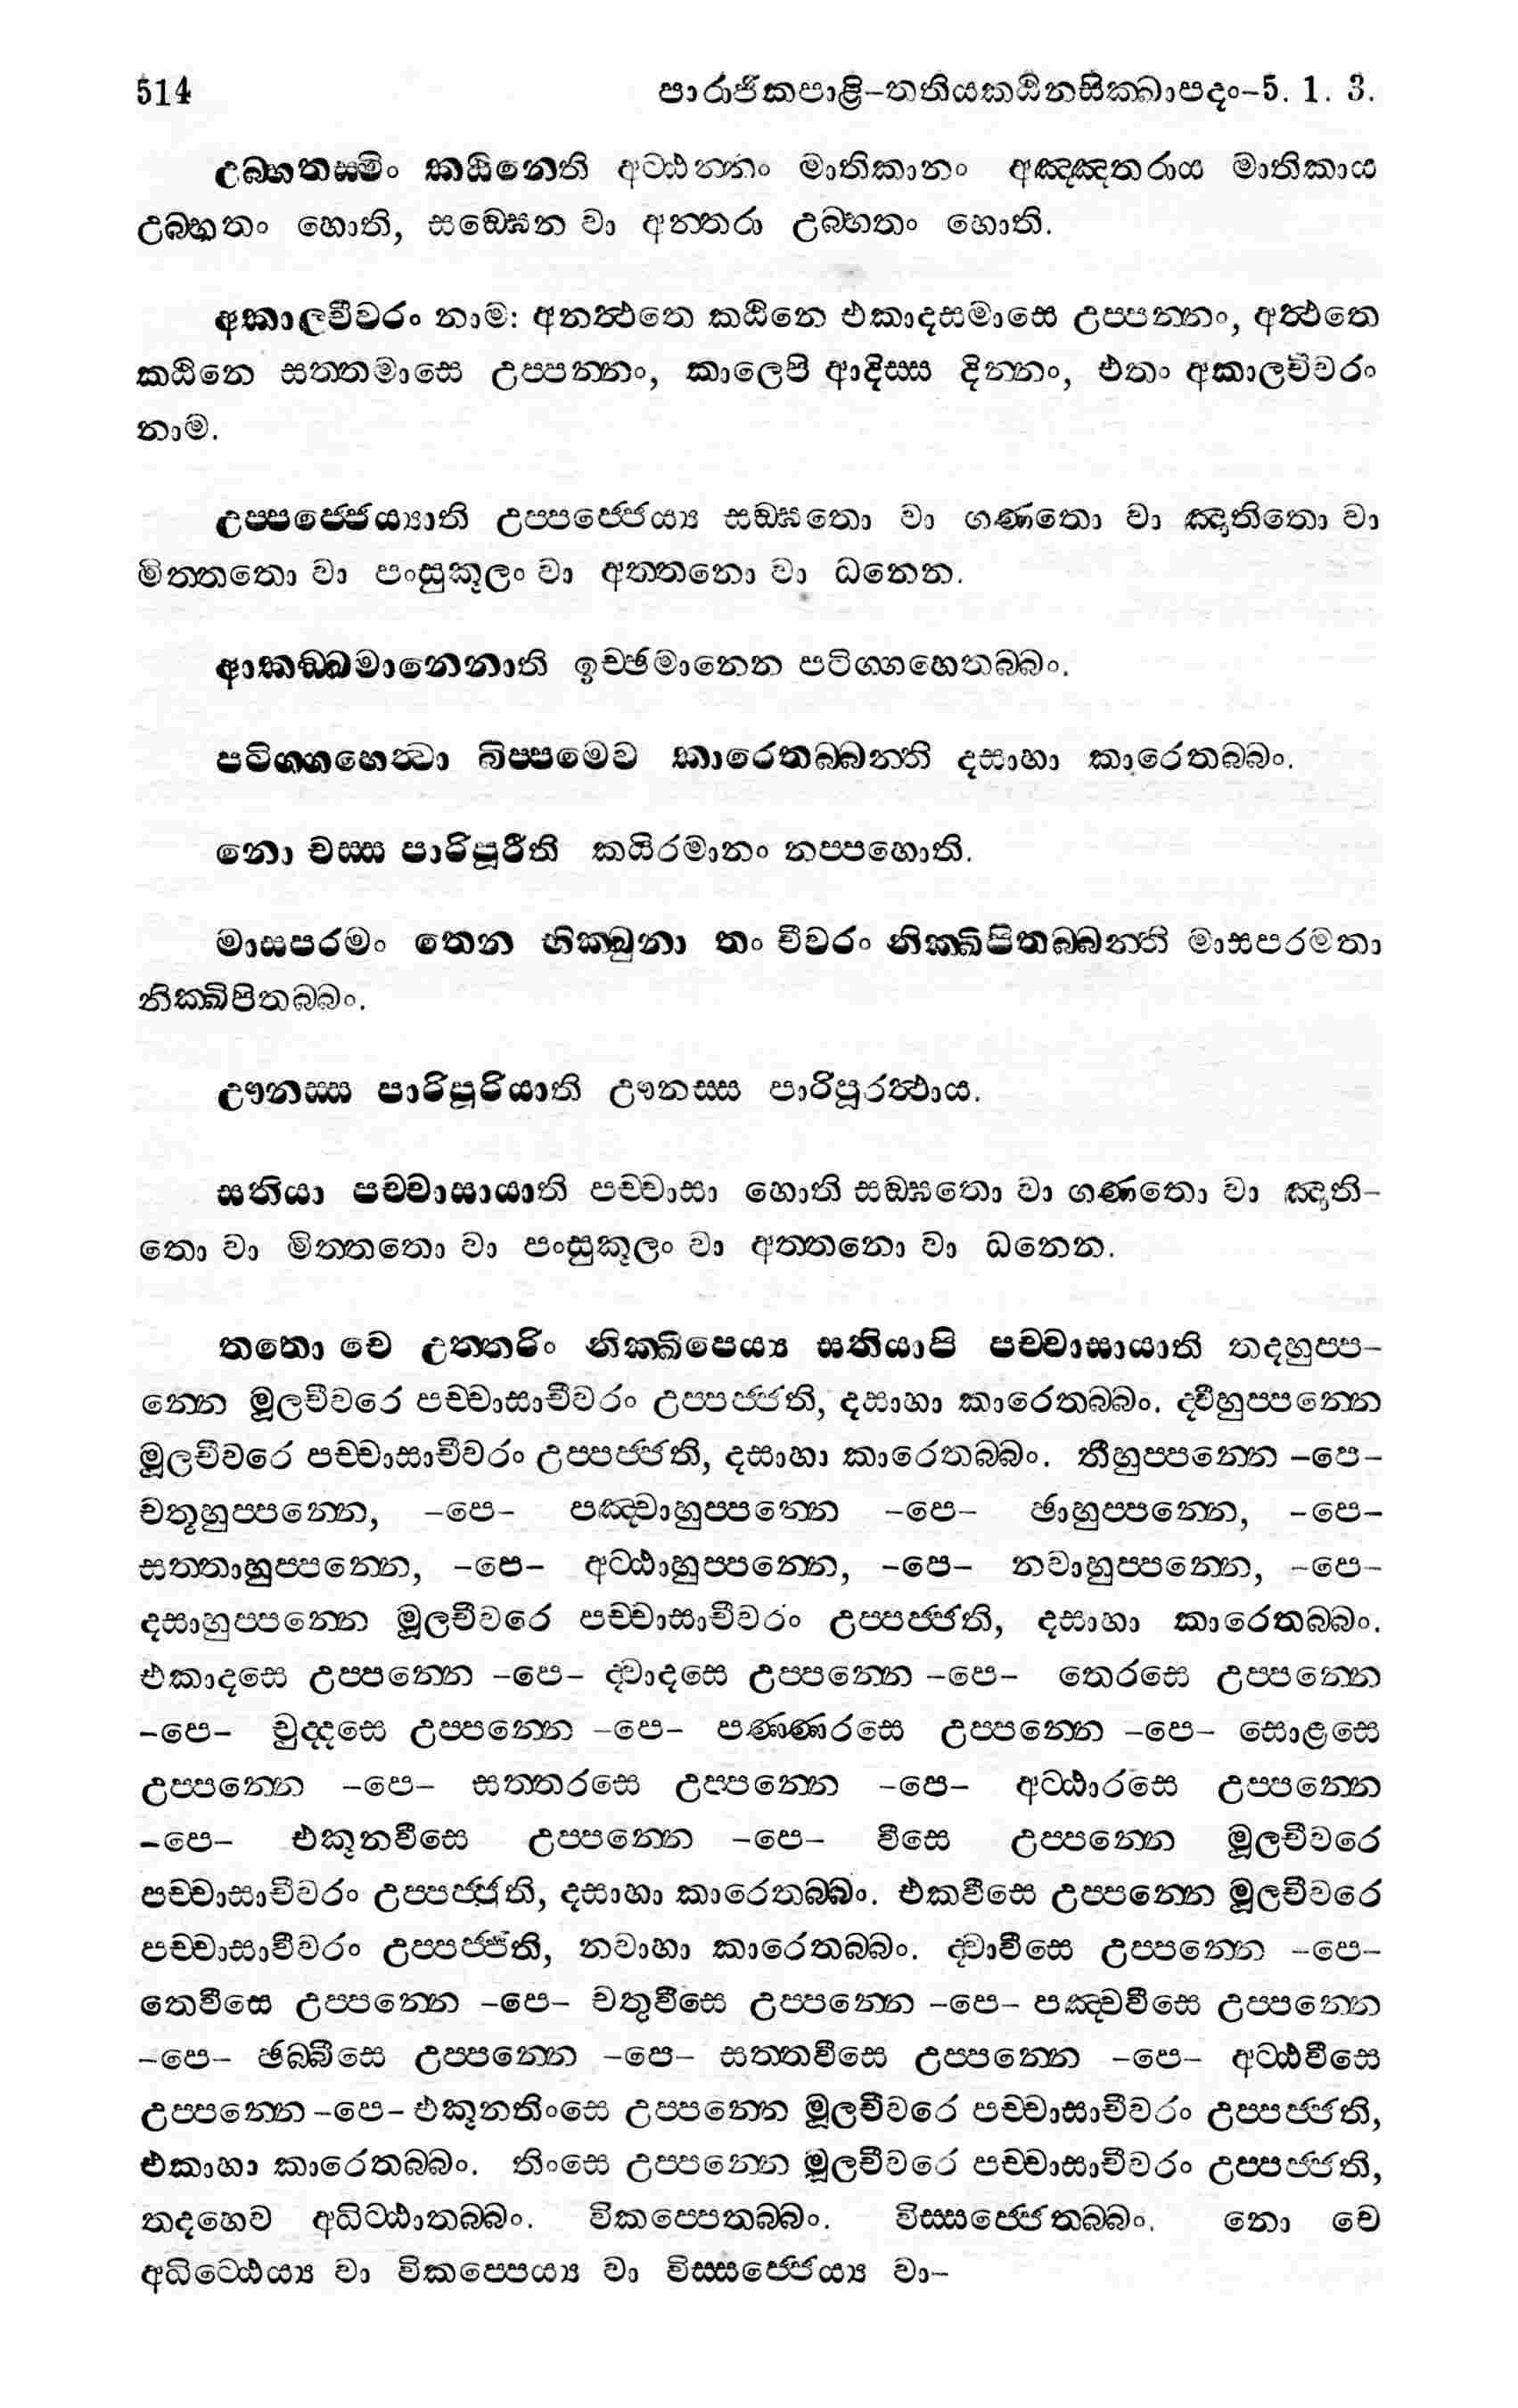 514 පාරාජිකපාළි–තතියකඨිනසික්ඛාපදං–5. 1. 3.
උබ්භතස්මිං කඨිනෙති අට්ඨන්නං මාතිකානං අඤ්ඤතරාය මාතිකාය
උබ්භතං හොති, සඞ්ඝෙන වා අන්තරා උබ්භතං හොති.
අකාලචීවරං නාම: අනත්ථතෙ කඨිනෙ එකාදසමාසෙ උප්පන්නං, අත්ථතෙ
කඨිනෙ සත්තමාසෙ උප්පන්නං, කාලෙපි ආදිස්ස දින්නං, එතං අකාලචීවරං
නාම.
උප්පජ්ජෙය්‍යාති උප්පජ්ජෙය්‍ය සඞ්ඝතො වා ගණතො වා ඤාතිතො වා
මිත්තතො වා පංසුකූලං වා අත්තනො වා ධනෙන.
ආකඞ්ඛමානෙනාති ඉච්ඡමානෙන පටිග්ගහෙතබ්බං.
පටිග්ගහෙත්‍වා ඛිප්පමෙව කාරෙතබ්බන්ති දසාහා කාරෙතබ්බං.
නො චස්ස පාරිපූරීති කයිරමානං නප්පහොති.
මාසපරමං තෙන භික්ඛුනා තං චීවරං නික්ඛිපිතබ්බන්ති මාසපරමතා
නික්ඛිපිතබ්බං.
ඌනස්ස පාරිපූරියාති ඌනස්ස පාරිපූරත්ථාය.
සතියා පච්චාසායාති පච්චාසා හොති සඞ්ඝතො වා ගණතො වා ඤාති–
තො වා මිත්තතො වා පංසුකූලං වා අත්තනො වා ධනෙන.
තතො චෙ උත්තරිං නික්ඛිපෙය්‍ය සතියාපි පච්චාසායාති තදහුප්ප–
න්නෙ මූලචීවරෙ පච්චාසාචීවරං උප්පජ්ජති, දසාහා කාරෙතබ්බං. ද්වීහුප්පන්නෙ
මූලචීවරෙ පච්චාසාචීවරං උප්පජ්ජති, දසාහා කාරෙතබ්බං. තීහුප්පන්නෙ –පෙ–
චතූහුප්පන්නෙ, –පෙ– පඤ්චාහුප්පන්නෙ –පෙ– ඡාහුප්පන්නෙ, –පෙ–
සත්තාහුප්පන්නෙ, –පෙ– අට්ඨාහුප්පන්නෙ, –පෙ– නවාහුප්පන්නෙ, –පෙ–
දසාහුප්පන්නෙ මූලචීවරෙ පච්චාසාචීවරං උප්පජ්ජති, දසාහා කාරෙතබ්බං.
එකාදසෙ උප්පන්නෙ –පෙ– ද්වාදසෙ උප්පන්නෙ –පෙ– තෙරසෙ උප්පන්නෙ
–පෙ– චුද්දසෙ උප්පන්නෙ –පෙ– පණ්ණරසෙ උප්පන්නෙ –පෙ– සොළසෙ
උප්පන්නෙ –පෙ– සත්තරසෙ උප්පන්නෙ –පෙ– අට්ඨාරසෙ උප්පන්නෙ
–පෙ– එකූනවීසෙ උප්පන්නෙ –පෙ– වීසෙ උප්පන්නෙ මූලචීවරෙ
පච්චාසාචීවරං උප්පජ්ජති, දසාහා කාරෙතබ්බං. එකවීසෙ උප්පන්නෙ මූලචීවරෙ
පච්චාසාචීවරං උප්පජ්ජති, නවාහා කාරෙතබ්බං. ද්වාවීසෙ උප්පන්නෙ –පෙ–
තෙවීසෙ උප්පන්නෙ –පෙ– චතුවීසෙ උප්පන්නෙ –පෙ– පඤ්චවීසෙ උප්පන්නෙ
–පෙ– ඡබ්බීසෙ උප්පන්නෙ –පෙ– සත්තවීසෙ උප්පන්නෙ –පෙ– අට්ඨවීසෙ
උප්පන්නෙ –පෙ– එකූනතිංසෙ උප්පන්නෙ මූලචීවරෙ පච්චාසාචීවරං උප්පජ්ජති,
එකාහා කාරෙතබ්බං. තිංසෙ උප්පන්නෙ මූලචීවරෙ පච්චාසාචීවරං උප්පජ්ජති,
තදහෙව අධිට්ඨාතබ්බං. විකප්පෙතබ්බං. විස්සජ්ජෙතබ්බං. නො චෙ
අධිට්ඨෙය්‍ය වා විකප්පෙය්‍ය වා විස්සජ්ජෙය්‍ය වා–